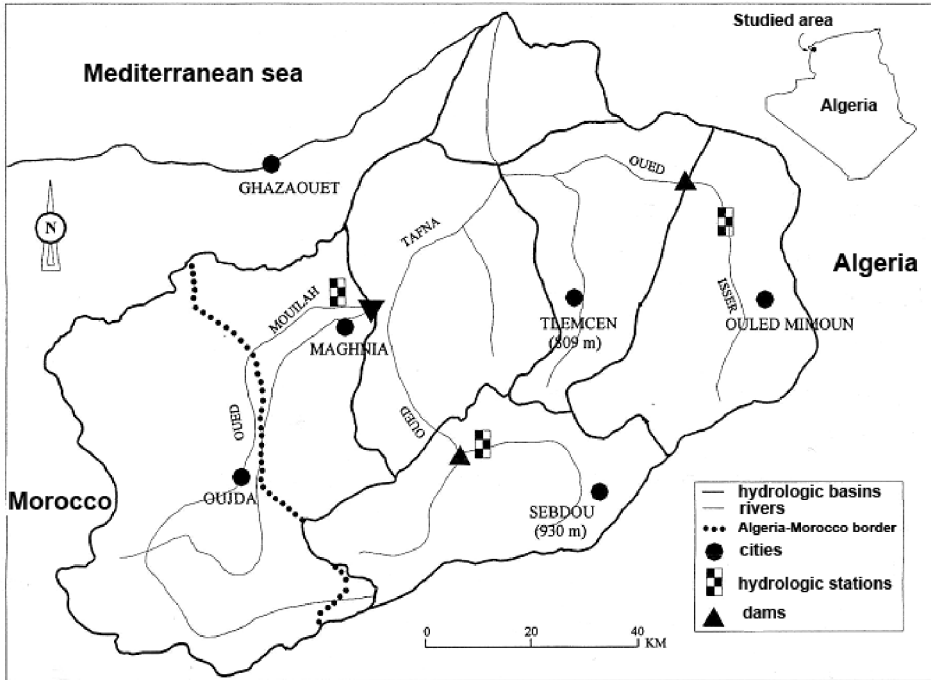 Studied area
Mediterranean sea
Algeria
GHAZAOUET
N
OUED
TAFNA
Algeria
ISSER
MOUILAH
MAGHNIA
TLEMCEN
(809 m)
OULED MIMOUN
OUED
OUED
OUJDA
Morocco
SEBDOU
(930 m)
hydrologic basins
rivers
Algeria-Morocco border
cities
hydrologic stations
dams
0 20 40
KM